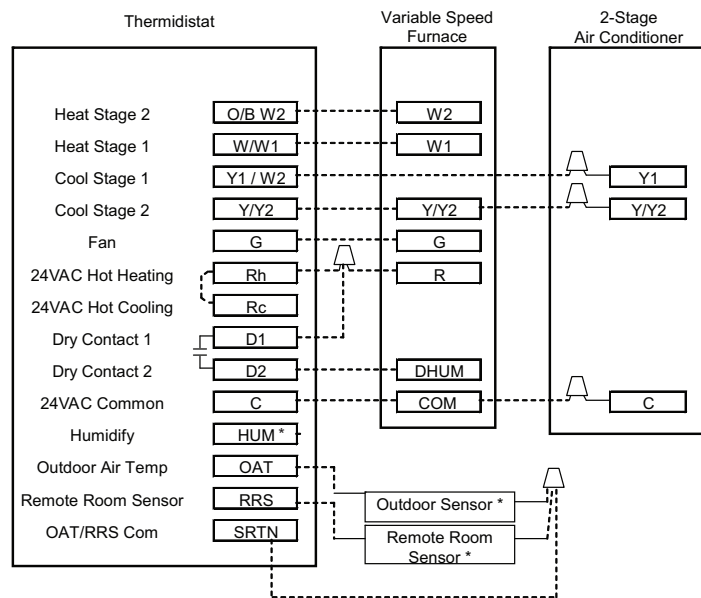 Thermidistat
Variable Speed
Furnace
2-Stage
Air Conditioner
Heat Stage 2 O/B W2 W2
Heat Stage 1 W/W1 W1
Cool Stage 1 Y1 / W2 Y1
Cool Stage 2 Y/Y2 Y/Y2 Y/Y2
Fan G G
24VAC Hot Heating Rh R
24VAC Hot Cooling Rc
Dry Contact 1 D1
Dry Contact 2 D2 DHUM
24VAC Common C COM C
Humidify HUM *
Outdoor Air Temp OAT
Remote Room Sensor RRS
OAT/RRS Com SRTN
Outdoor Sensor *
Remote Room
Sensor *